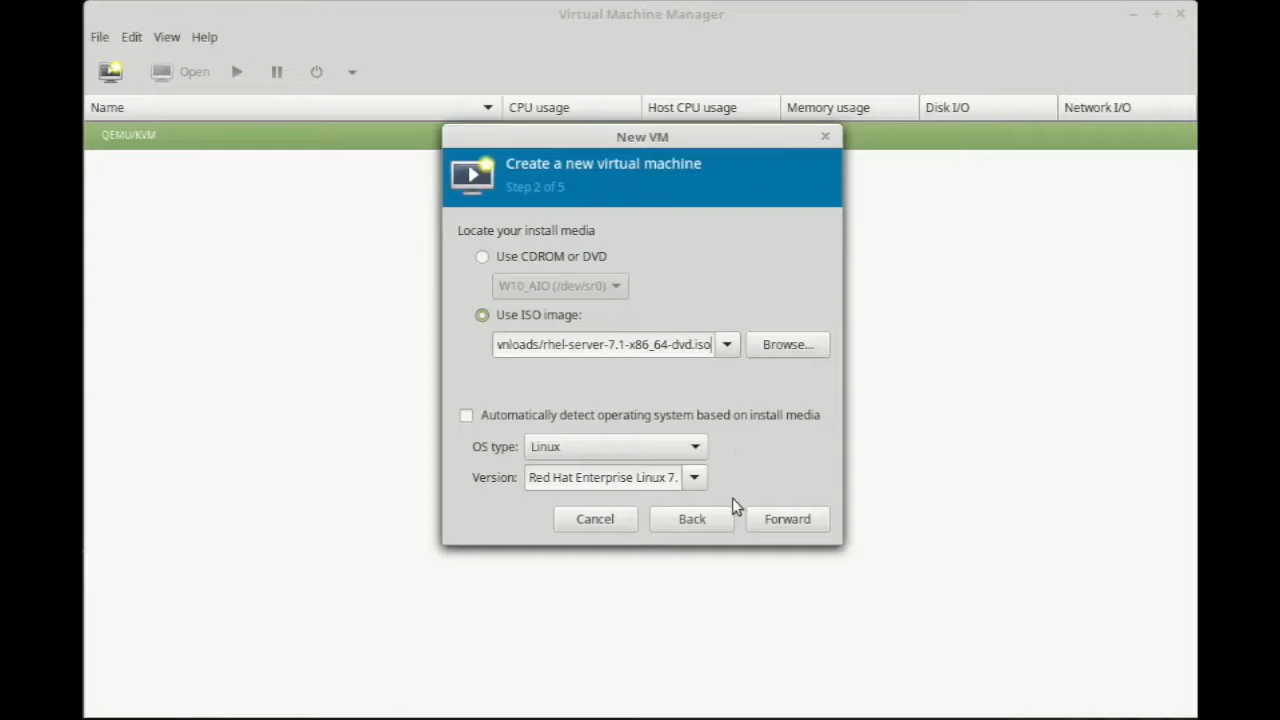 Virtual Machine Manager
File Edit View Help
Open
Name CPU usage Host CPU usage Memory usage Disk I/O Network I/O
QEMU/KVM
New VM
Create a new virtual machine
Step 2 of 5
Locate your install media
Use CDROM or DVD
W10_AIO (/dev/sr0)
Use ISO image:
vnloads/rhel-server-7.1-x86_64-dvd.iso
Browse...
Automatically detect operating system based on install media
OS type: Linux
Version: Red Hat Enterprise Linux 7.
Cancel Back Forward